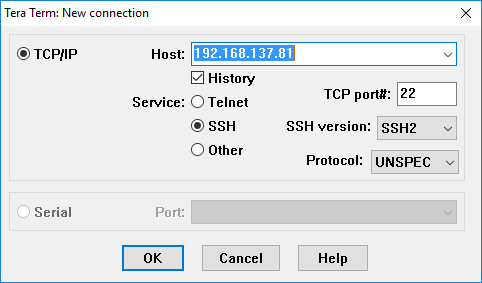 Tera Term: New connection
TCP/IP Host: 192.168.137.81
History
Service: Telnet TCP port#: 22
SSH SSH version: SSH2
Other Protocol: UNSPEC
Serial Port:
OK Cancel Help